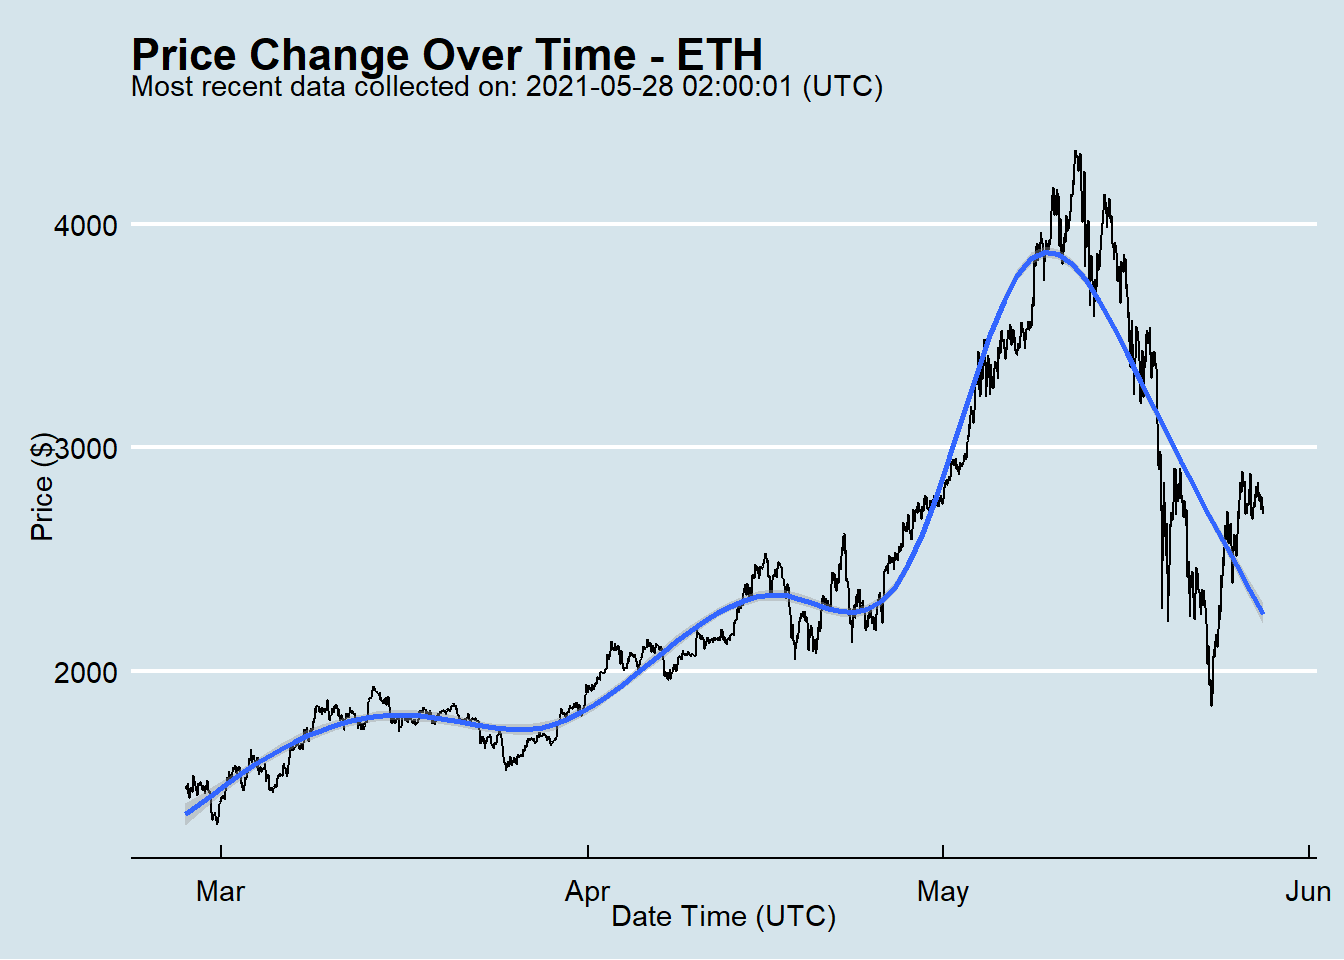 Price Change Over Time - ETH
Most recent data collected on: 2021-05-28 02:00:01 (UTC)
4000
3000
2000
Price ($)
Mar
Apr
May
Jun
Date Time (UTC)